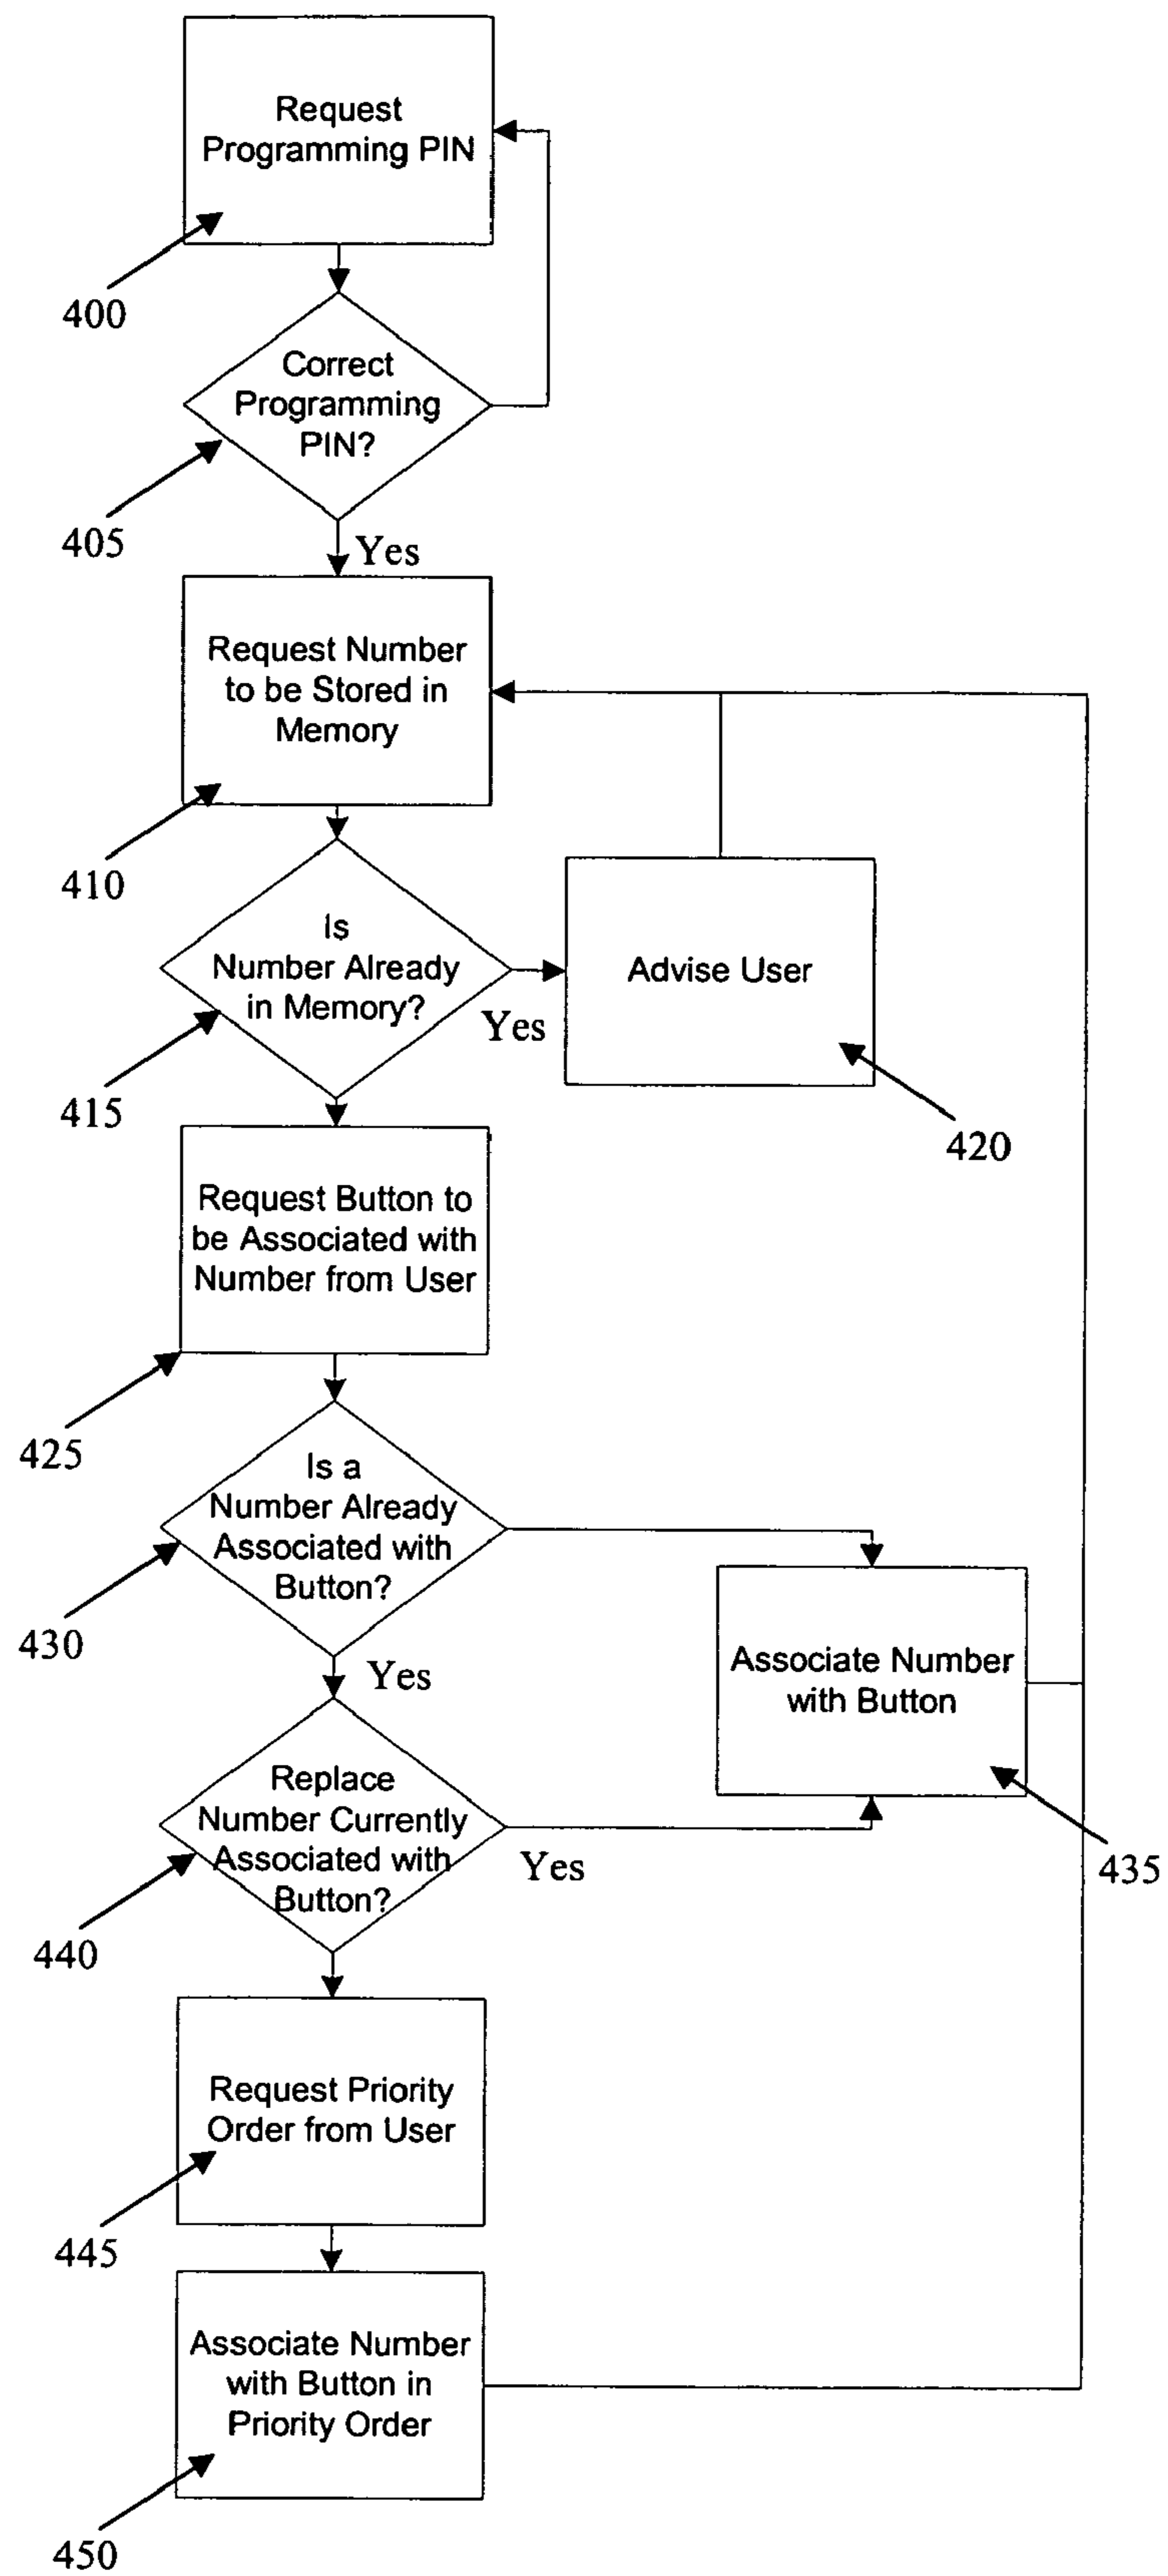 Request
Programming PIN
400
Correct
Programming
PIN?
405
Yes
Request Number
to be Stored in
Memory
410
Is
Number Already
in Memory?
Yes
415
Advise User
420
Request Button to
be Associated with
Number from User
425
Is a
Number Already
Associated with
Button?
430
Yes
Associate Number
with Button
435
Replace
Number Currently
Associated with
Button?
Yes
440
Request Priority
Order from User
445
Associate Number
with Button in
Priority Order
450